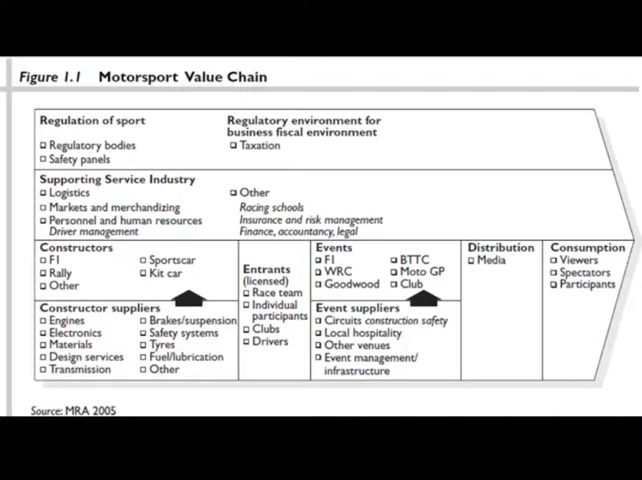 Figure 1.1 Motorsport Value Chain
Regulation of sport
Regulatory bodies
Safety panels
Regulatory environment for
business fiscal environment
Taxation
Supporting Service Industry
Logistics
Markets and merchandizing
Personnel and human resources
Driver management
Other
Racing schools
Insurance and risk management
Finance, accountancy, legal
Constructors
F1
Rally
Other
Sportscar
Kit car
Constructor suppliers
Engines
Electronics
Materials
Design services
Transmission
Brakes/suspension
Safety systems
Tyres
Fuel/lubrication
Other
Entrants
(licensed)
Race team
Individual
participants
Clubs
Drivers
Events
F1
WRC
Goodwood
BTTC
Moto GP
Club
Event suppliers
Circuits construction safety
Local hospitality
Other venues
Event management/
infrastructure
Distribution
Media
Consumption
Viewers
Spectators
Participants
Source: MRA 2005